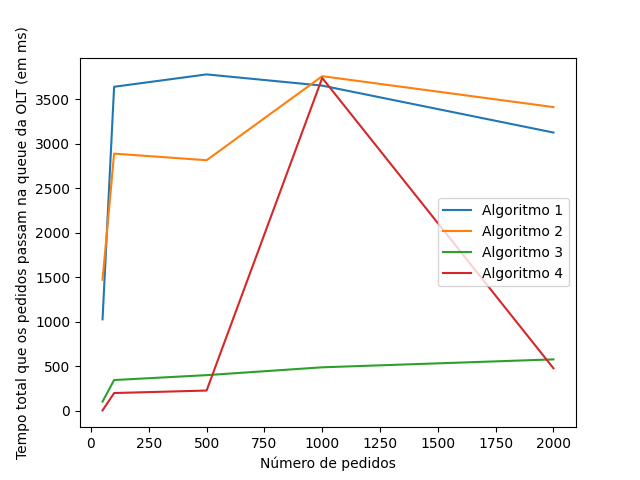 Tempo total que os pedidos passam na queue da OLT (em ms)
3500
3000
2500
2000
1500
1000
500
0
Algoritmo 1
Algoritmo 2
Algoritmo 3
Algoritmo 4
0 250 500 750 1000 1250 1500 1750 2000
Número de pedidos